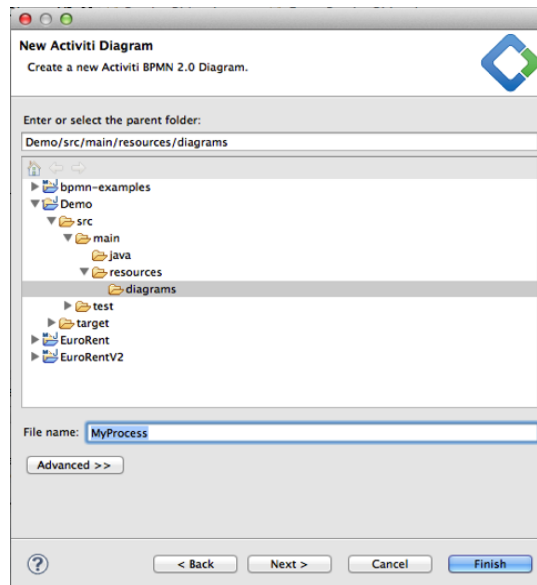 New Activiti Diagram
Create a new Activiti BPMN 2.0 Diagram.
Enter or select the parent folder:
Demo/src/main/resources/diagrams
bpmn-examples
Demo
src
main
java
resources
diagrams
test
target
EuroRent
EuroRentV2
File name: MyProcess
Advanced >>
? < Back Next > Cancel Finish